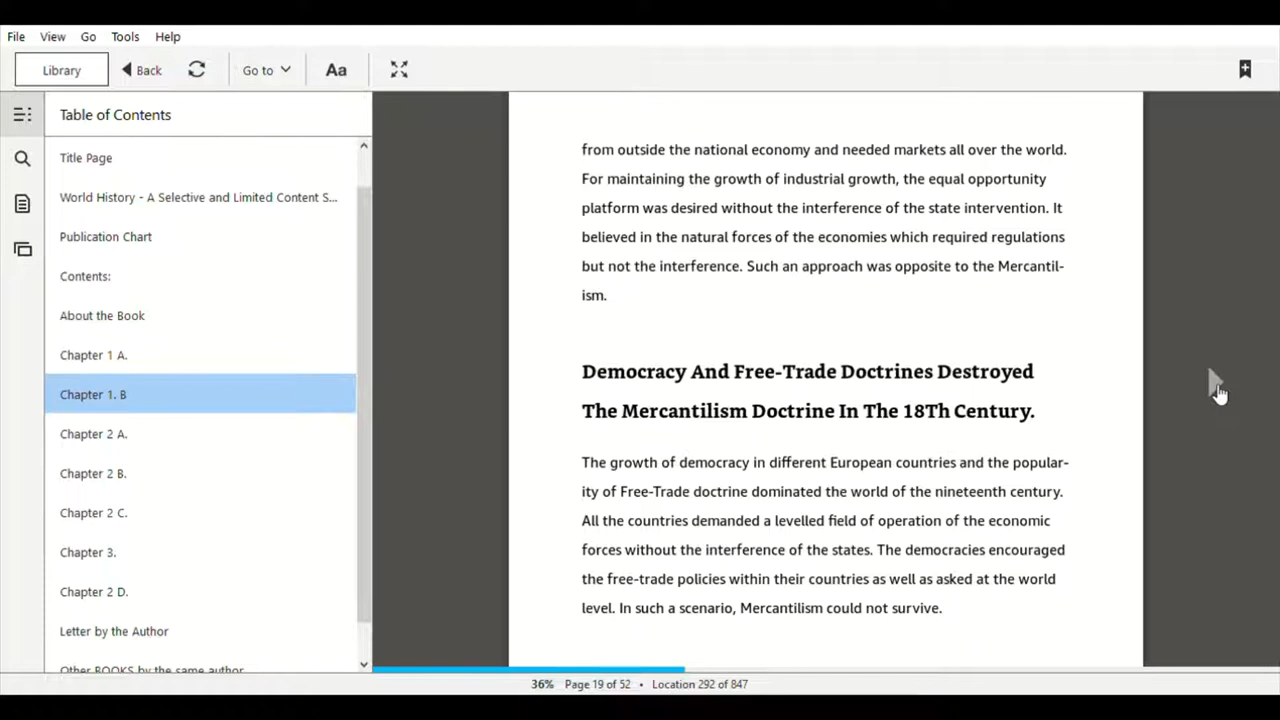 File View Go Tools Help
Library Back Go to Aa
Table of Contents
Title Page
World History - A Selective and Limited Content S...
Publication Chart
Contents:
About the Book
Chapter 1 A.
Chapter 1. B
Chapter 2 A.
Chapter 2 B.
Chapter 2 C.
Chapter 3.
Chapter 2 D.
Letter by the Author
Other BOOKS by the same author
from outside the national economy and needed markets all over the world.
For maintaining the growth of industrial growth, the equal opportunity
platform was desired without the interference of the state intervention. It
believed in the natural forces of the economies which required regulations
but not the interference. Such an approach was opposite to the Mercantil-
ism.
Democracy And Free-Trade Doctrines Destroyed
The Mercantilism Doctrine In The 18Th Century.
The growth of democracy in different European countries and the popular-
ity of Free-Trade doctrine dominated the world of the nineteenth century.
All the countries demanded a levelled field of operation of the economic
forces without the interference of the states. The democracies encouraged
the free-trade policies within their countries as well as asked at the world
level. In such a scenario, Mercantilism could not survive.
36% Page 19 of 52 • Location 292 of 847